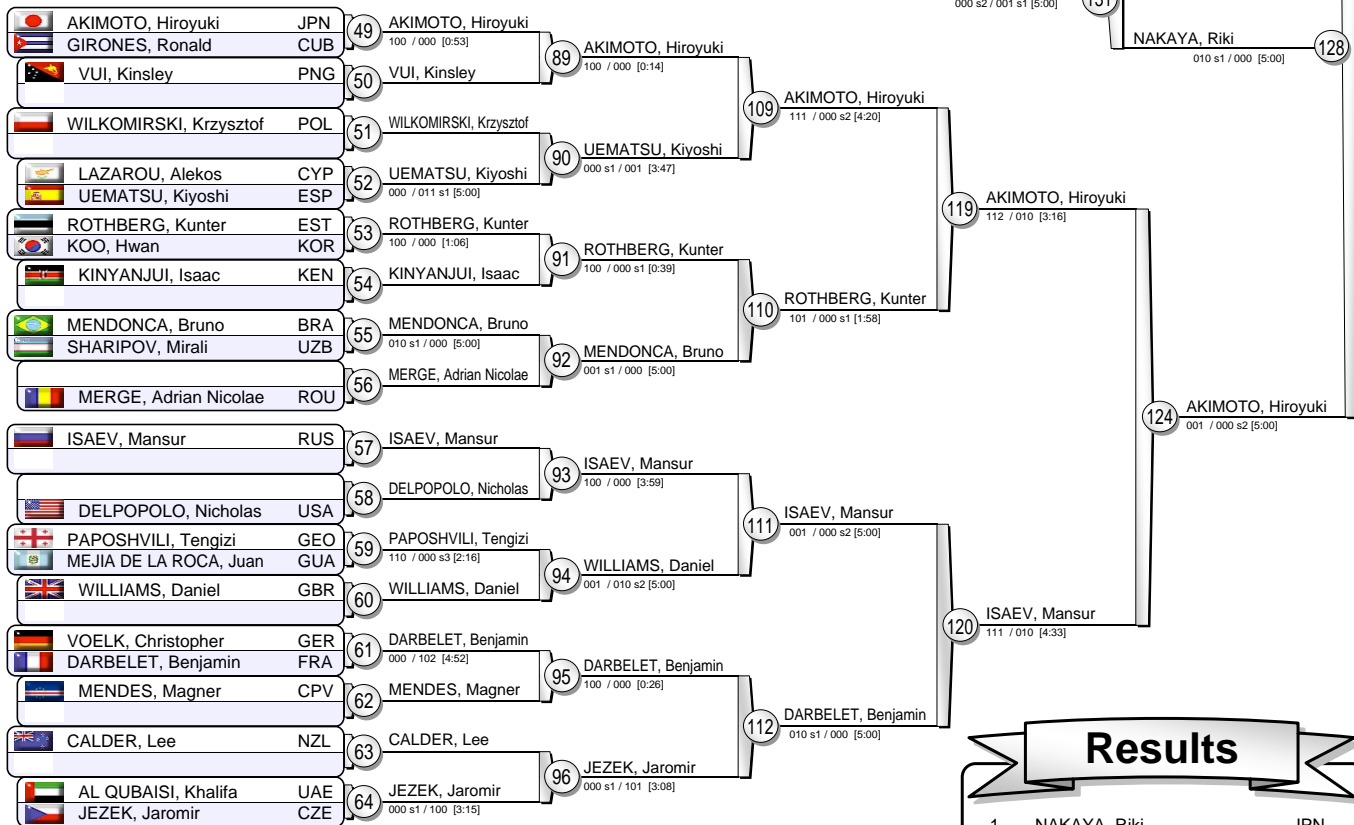 000 s2 / 001 s1 [5:00]
131
NAKAYA, Riki
128
010 s1 / 000 [5:00]
AKIMOTO, Hiroyuki JPN
GIRONES, Ronald CUB
49
AKIMOTO, Hiroyuki
100 / 000 [0:53]
VUI, Kinsley PNG
50
VUI, Kinsley
89
AKIMOTO, Hiroyuki
100 / 000 [0:14]
WILKOMIRSKI, Krzysztof POL
51
WILKOMIRSKI, Krzysztof
LAZAROU, Alekos CYP
UEMATSU, Kiyoshi ESP
52
UEMATSU, Kiyoshi
000 / 011 s1 [5:00]
90
UEMATSU, Kiyoshi
000 s1 / 001 [3:47]
109
AKIMOTO, Hiroyuki
111 / 000 s2 [4:20]
ROTHBERG, Kunter EST
KOO, Hwan KOR
53
ROTHBERG, Kunter
100 / 000 [1:06]
KINYANJUI, Isaac KEN
54
KINYANJUI, Isaac
91
ROTHBERG, Kunter
100 / 000 s1 [0:39]
MENDONCA, Bruno BRA
SHARIPOV, Mirali UZB
55
MENDONCA, Bruno
010 s1 / 000 [5:00]
MERGE, Adrian Nicolae ROU
56
MERGE, Adrian Nicolae
92
MENDONCA, Bruno
001 s1 / 000 [5:00]
110
ROTHBERG, Kunter
101 / 000 s1 [1:58]
119
AKIMOTO, Hiroyuki
112 / 010 [3:16]
ISAEV, Mansur RUS
57
ISAEV, Mansur
DELPOPOLO, Nicholas USA
58
DELPOPOLO, Nicholas
93
ISAEV, Mansur
100 / 000 [3:59]
PAPOSHVILI, Tengizi GEO
MEJIA DE LA ROCA, Juan GUA
59
PAPOSHVILI, Tengizi
110 / 000 s3 [2:16]
WILLIAMS, Daniel GBR
60
WILLIAMS, Daniel
94
WILLIAMS, Daniel
001 / 010 s2 [5:00]
111
ISAEV, Mansur
001 / 000 s2 [5:00]
VOELK, Christopher GER
DARBELET, Benjamin FRA
61
DARBELET, Benjamin
000 / 102 [4:52]
MENDES, Magner CPV
62
MENDES, Magner
95
DARBELET, Benjamin
100 / 000 [0:26]
CALDER, Lee NZL
63
CALDER, Lee
AL QUBAISI, Khalifa UAE
JEZEK, Jaromir CZE
64
JEZEK, Jaromir
000 s1 / 100 [3:15]
96
JEZEK, Jaromir
000 s1 / 101 [3:08]
112
DARBELET, Benjamin
010 s1 / 000 [5:00]
120
ISAEV, Mansur
111 / 010 [4:33]
124
AKIMOTO, Hiroyuki
001 / 000 s2 [5:00]
Results
1 NAKAYA, Riki JPN